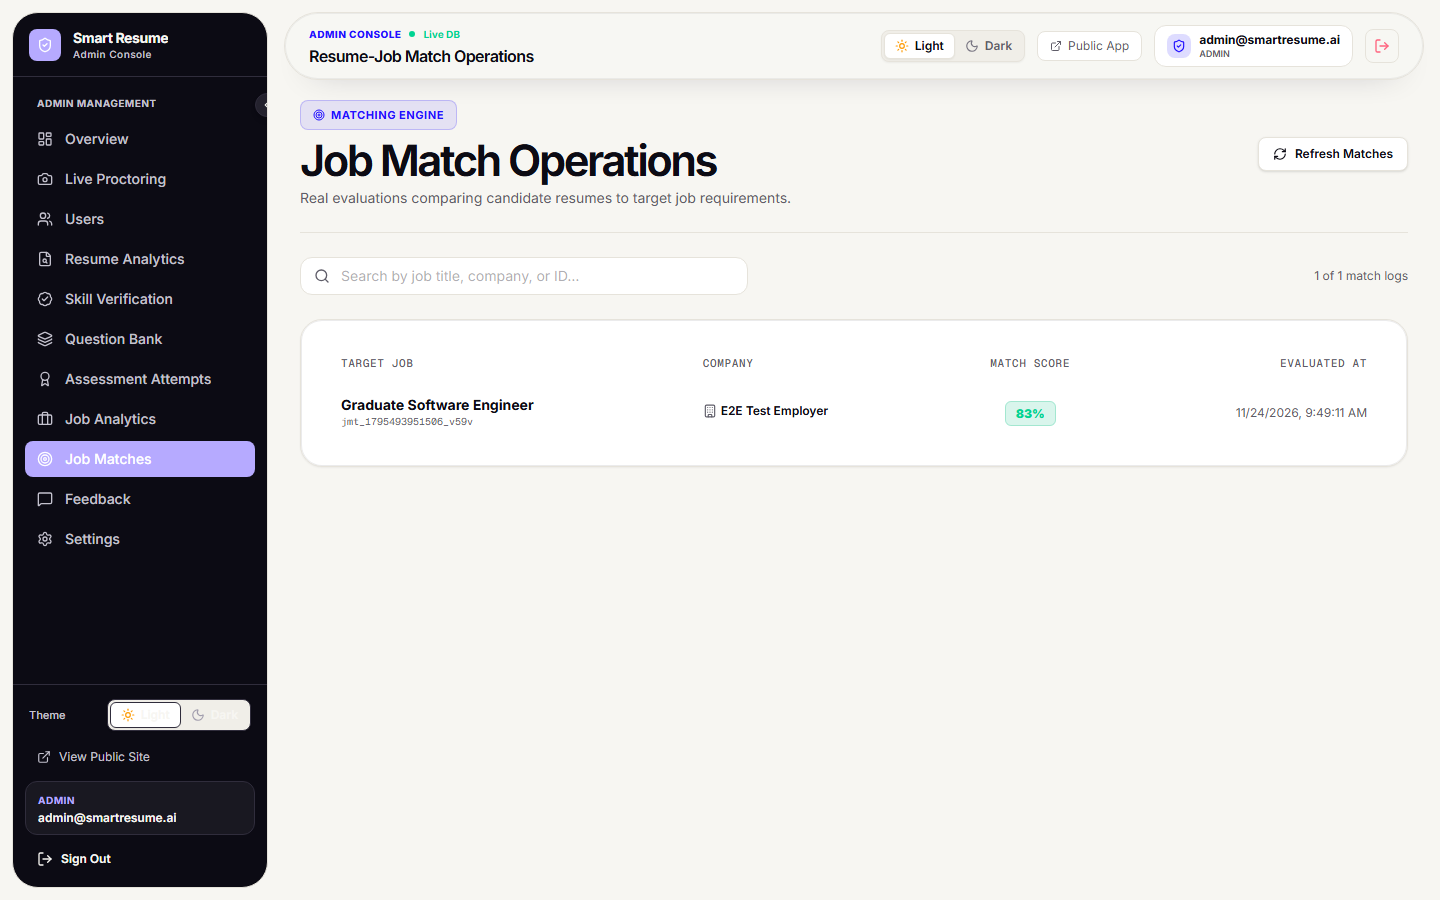 Smart Resume
Admin Console
ADMIN MANAGEMENT
Overview
Live Proctoring
Users
Resume Analytics
Skill Verification
Question Bank
Assessment Attempts
Job Analytics
Job Matches
Feedback
Settings
Theme
Light
Dark
View Public Site
ADMIN
admin@smartresume.ai
Sign Out
ADMIN CONSOLE
Live DB
Resume-Job Match Operations
Light
Dark
Public App
admin@smartresume.ai
ADMIN
MATCHING ENGINE
Job Match Operations
Real evaluations comparing candidate resumes to target job requirements.
Refresh Matches
Search by job title, company, or ID...
1 of 1 match logs
TARGET JOB
COMPANY
MATCH SCORE
EVALUATED AT
Graduate Software Engineer
jmt_1795493951506_v59v
E2E Test Employer
83%
11/24/2026, 9:49:11 AM